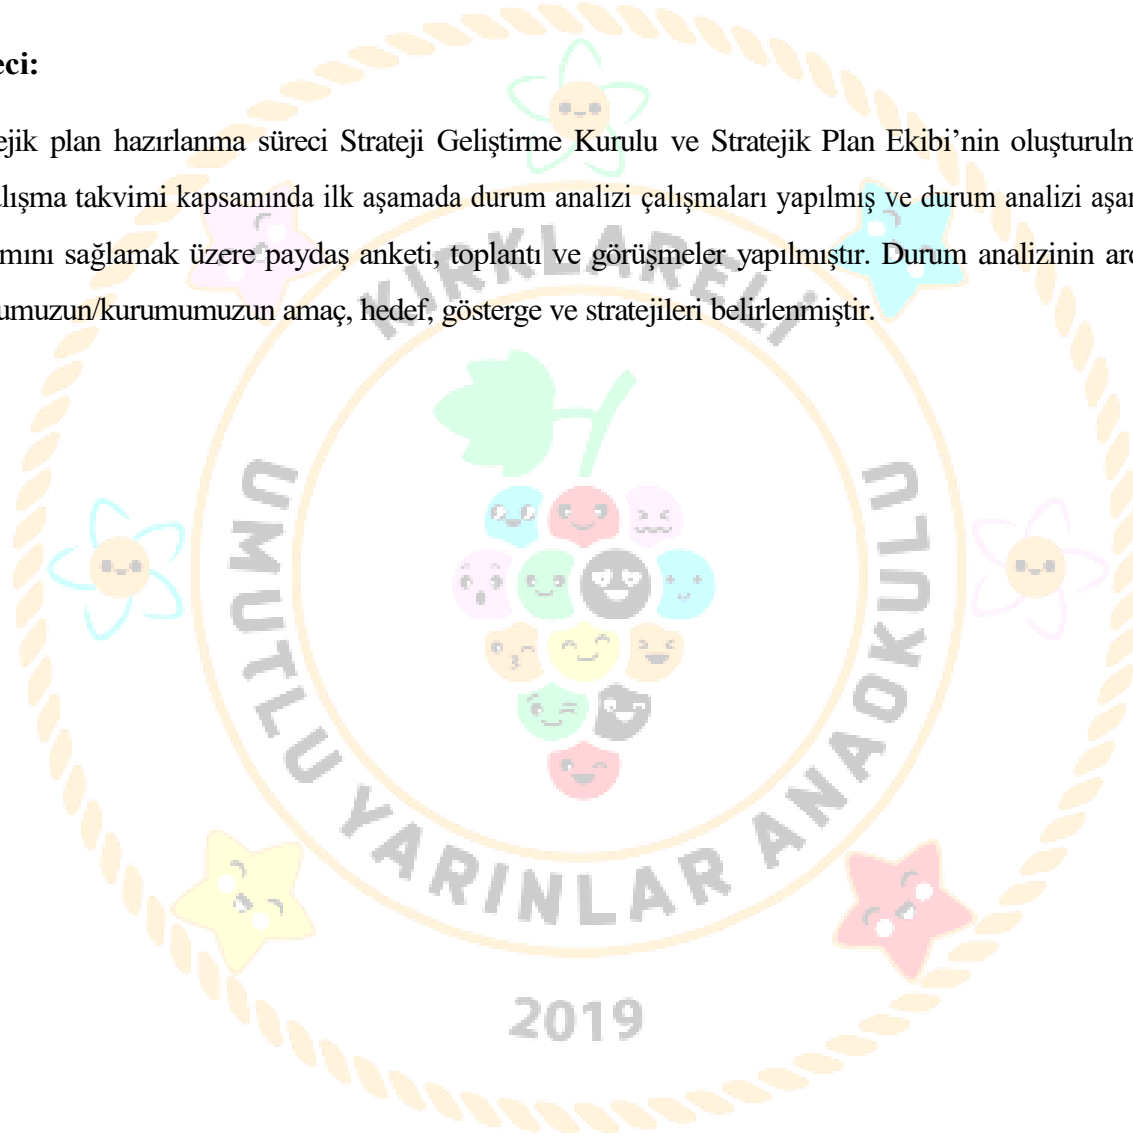 eci:
ejik plan hazırlanma süreci Strateji Geliştirme Kurulu ve Stratejik Plan Ekibi’nin oluşturulm
alışma takvimi kapsamında ilk aşamada durum analizi çalışmaları yapılmış ve durum analizi aşar
ımını sağlamak üzere paydaş anketi, toplantı ve görüşmeler yapılmıştır. Durum analizinin ard
umuzun/kurumumuzun amaç, hedef, gösterge ve stratejileri belirlenmiştir.
KIRKLARELİ
UMUTLU YARINLAR ANAOKULU
2019